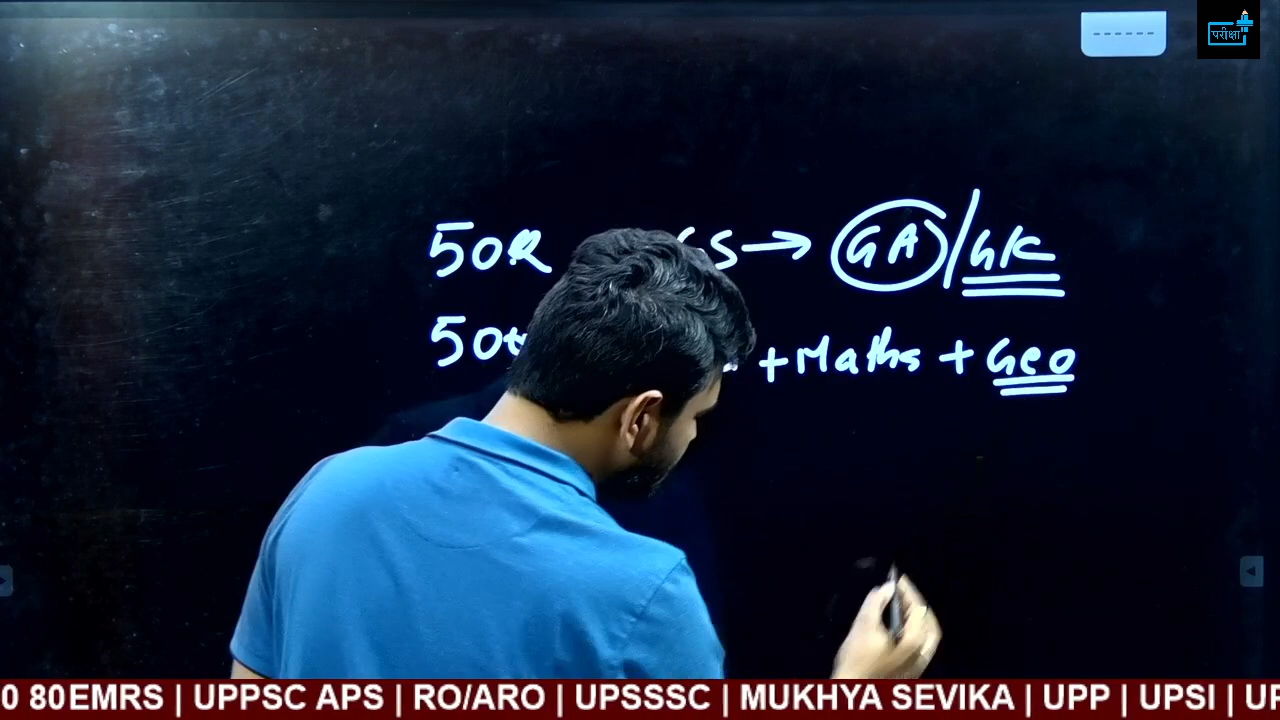 परीक्षा
50R GS → GA / GK
50 + Maths + Geo
0 80EMRS | UPPSC APS | RO/ARO | UPSSSC | MUKHYA SEVIKA | UPP | UPSI | UP